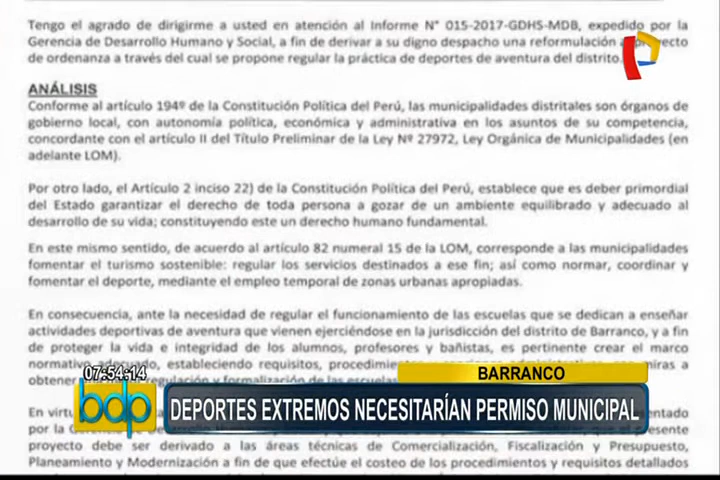 Tengo el agrado de dirigirme a usted en atención al Informe N° 015-2017-GDHS-MDB, expedido por la
Gerencia de Desarrollo Humano y Social, a fin de derivar a su digno despacho una reformulación
de ordenanza a través del cual se propone regular la práctica de deportes de aventura del distrito.
ANÁLISIS
Conforme al artículo 194º de la Constitución Política del Perú, las municipalidades distritales son órganos de
gobierno local, con autonomía política, económica y administrativa en los asuntos de su competencia,
concordante con el artículo II del Título Preliminar de la Ley Nº 27972, Ley Orgánica de Municipalidades (en
adelante LOM).
Por otro lado, el Artículo 2 inciso 22) de la Constitución Política del Perú, establece que es deber primordial
del Estado garantizar el derecho de toda persona a gozar de un ambiente equilibrado y adecuado al
desarrollo de su vida; constituyendo este un derecho humano fundamental.
En este mismo sentido, de acuerdo al artículo 82 numeral 15 de la LOM, corresponde a las municipalidades
fomentar el turismo sostenible: regular los servicios destinados a ese fin; así como normar, coordinar y
fomentar el deporte, mediante el empleo temporal de zonas urbanas apropiadas.
En consecuencia, ante la necesidad de regular el funcionamiento de las escuelas que se dedican a enseñar
actividades deportivas de aventura que vienen ejerciéndose en la jurisdicción del distrito de Barranco, y a fin
de proteger la vida e integridad de los alumnos, profesores y bañistas, es pertinente crear el marco
normativo adecuado, estableciendo requisitos, miras a
obtener regulación y formalización de las escuelas
07:54:14
BARRANCO
bdp
DEPORTES EXTREMOS NECESITARÍAN PERMISO MUNICIPAL
En
por la presente
proyecto debe ser derivado a las áreas técnicas de Comercialización, Fiscalización y Presupuesto,
Planeamiento y Modernización a fin de que efectúe el costeo de los procedimientos y requisitos detallados